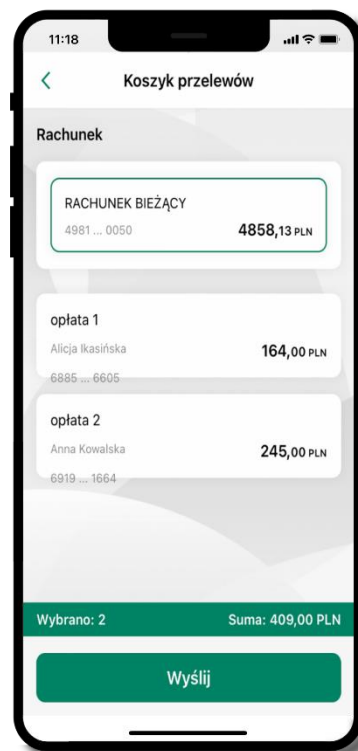 11:18
Koszyk przelewów
Rachunek
RACHUNEK BIEŻĄCY
4981 ... 0050
4858,13 PLN
opłata 1
Alicja Ikasińska
164,00 PLN
6885 ... 6605
opłata 2
Anna Kowalska
245,00 PLN
6919 ... 1664
Wybrano: 2
Suma: 409,00 PLN
Wyślij